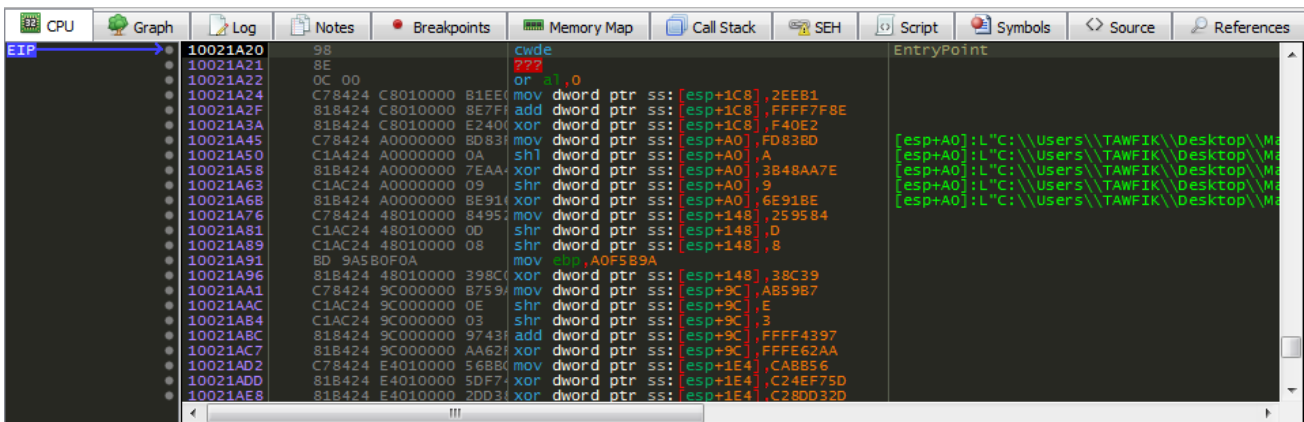 CPU Graph Log Notes Breakpoints Memory Map Call Stack SEH Script Symbols Source References
EIP 10021A20 98 cwde EntryPoint
10021A21 8E ???
10021A22 0C 00 or al,0
10021A24 C78424 C8010000 B1EE mov dword ptr ss:[esp+1C8],2EEB1
10021A2F 818424 C8010000 8E7F add dword ptr ss:[esp+1C8],FFFF7F8E
10021A3A 81B424 C8010000 E240 xor dword ptr ss:[esp+1C8],F40E2
10021A45 C78424 A0000000 BD83 mov dword ptr ss:[esp+A0],FD83BD [esp+A0]:L"C:\\Users\\TAWFIK\\Desktop\\Ma
10021A50 C1A424 A0000000 0A shl dword ptr ss:[esp+A0],A [esp+A0]:L"C:\\Users\\TAWFIK\\Desktop\\Ma
10021A58 81B424 A0000000 7EAA xor dword ptr ss:[esp+A0],3B48AA7E [esp+A0]:L"C:\\Users\\TAWFIK\\Desktop\\Ma
10021A63 C1AC24 A0000000 09 shr dword ptr ss:[esp+A0],9 [esp+A0]:L"C:\\Users\\TAWFIK\\Desktop\\Ma
10021A6B 81B424 A0000000 BE91 xor dword ptr ss:[esp+A0],6E91BE [esp+A0]:L"C:\\Users\\TAWFIK\\Desktop\\Ma
10021A76 C78424 48010000 8495 mov dword ptr ss:[esp+148],259584
10021A81 C1AC24 48010000 0D shr dword ptr ss:[esp+148],D
10021A89 C1AC24 48010000 08 shr dword ptr ss:[esp+148],8
10021A91 BD 9A5B0F0A mov ebp,A0F5B9A
10021A96 81B424 48010000 398C xor dword ptr ss:[esp+148],38C39
10021AA1 C78424 9C000000 B759 mov dword ptr ss:[esp+9C],AB59B7
10021AAC C1AC24 9C000000 0E shr dword ptr ss:[esp+9C],E
10021AB4 C1AC24 9C000000 03 shr dword ptr ss:[esp+9C],3
10021ABC 818424 9C000000 9743 add dword ptr ss:[esp+9C],FFFF4397
10021AC7 81B424 9C000000 AA62 xor dword ptr ss:[esp+9C],FFFE62AA
10021AD2 C78424 E4010000 56BB mov dword ptr ss:[esp+1E4],CABB56
10021ADD 81B424 E4010000 5DF7 xor dword ptr ss:[esp+1E4],C24EF75D
10021AE8 81B424 E4010000 2DD3 xor dword ptr ss:[esp+1E4],C28DD32D